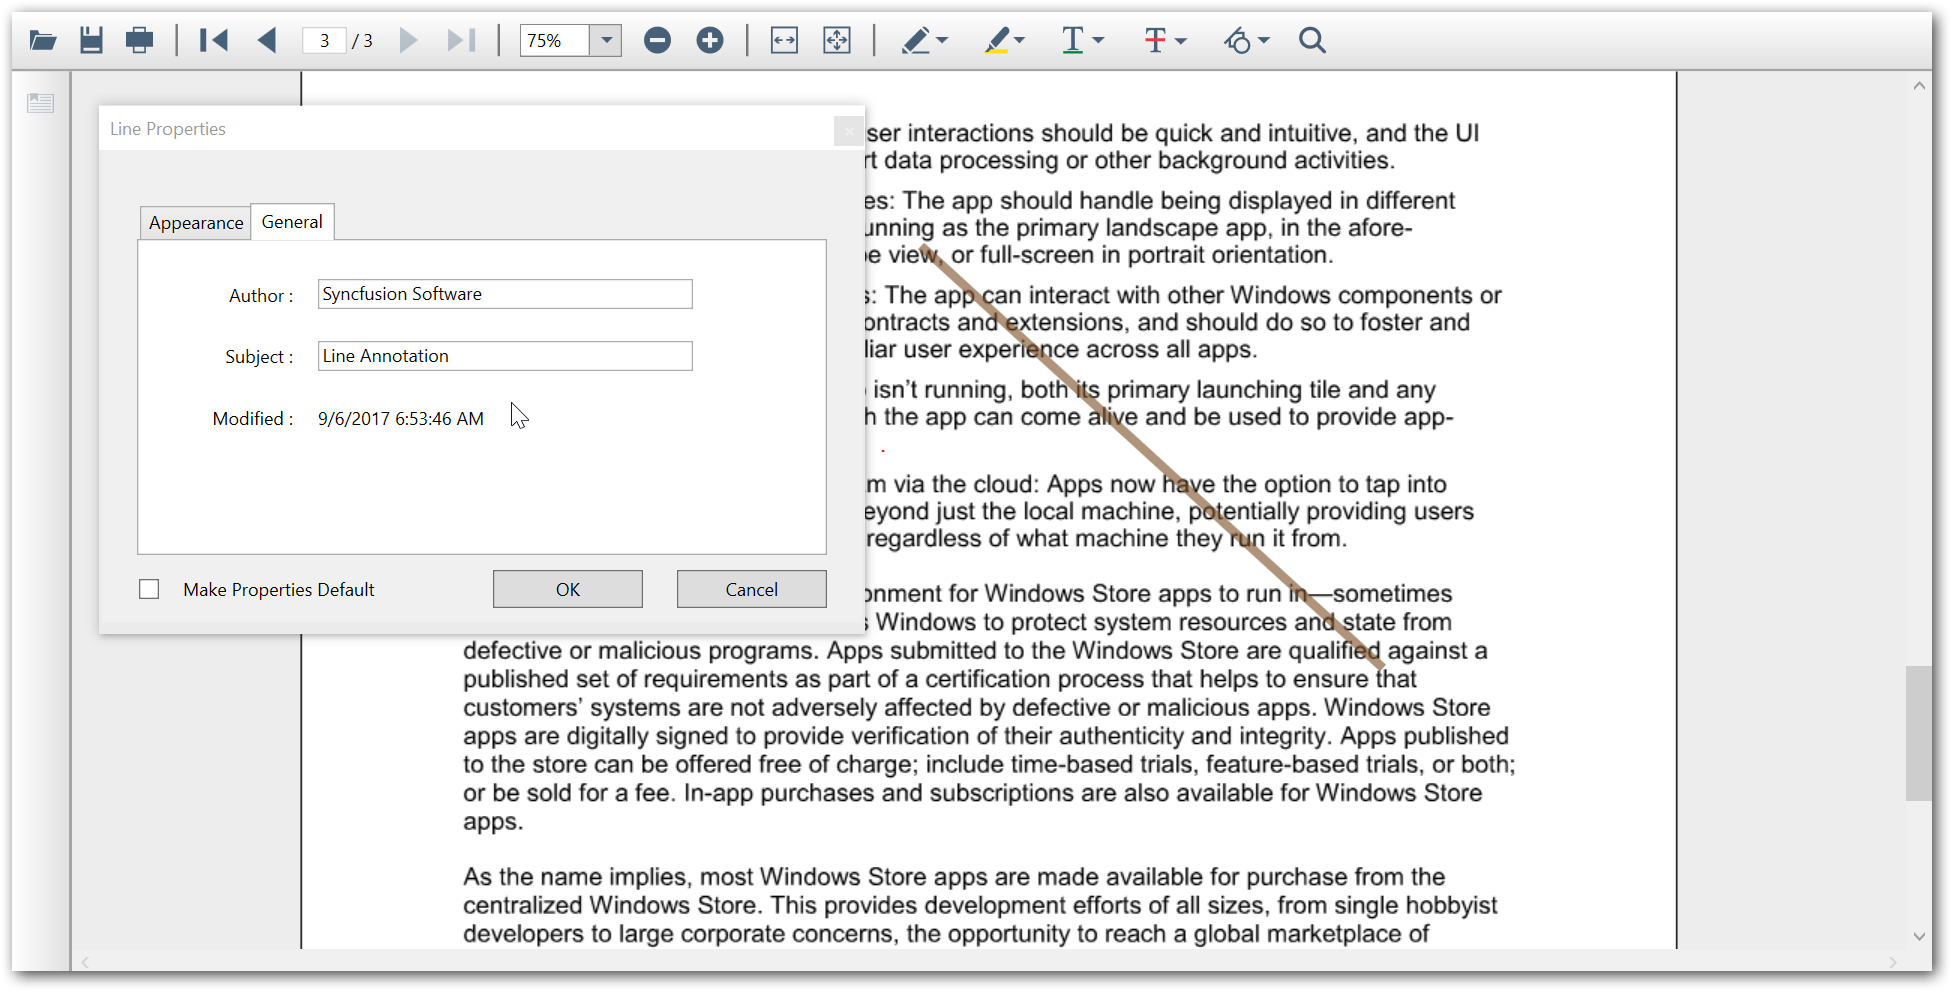 3 / 3
75%
Line Properties
Appearance General
Author : Syncfusion Software
Subject : Line Annotation
Modified : 9/6/2017 6:53:46 AM
Make Properties Default
OK
Cancel
ser interactions should be quick and intuitive, and the UI
rt data processing or other background activities.
es: The app should handle being displayed in different
unning as the primary landscape app, in the afore-
e view, or full-screen in portrait orientation.
s: The app can interact with other Windows components or
ontracts and extensions, and should do so to foster and
liar user experience across all apps.
isn’t running, both its primary launching tile and any
h the app can come alive and be used to provide app-
m via the cloud: Apps now have the option to tap into
eyond just the local machine, potentially providing users
regardless of what machine they run it from.
onment for Windows Store apps to run in—sometimes
s Windows to protect system resources and state from
defective or malicious programs. Apps submitted to the Windows Store are qualified against a
published set of requirements as part of a certification process that helps to ensure that
customers’ systems are not adversely affected by defective or malicious apps. Windows Store
apps are digitally signed to provide verification of their authenticity and integrity. Apps published
to the store can be offered free of charge; include time-based trials, feature-based trials, or both;
or be sold for a fee. In-app purchases and subscriptions are also available for Windows Store
apps.
As the name implies, most Windows Store apps are made available for purchase from the
centralized Windows Store. This provides development efforts of all sizes, from single hobbyist
developers to large corporate concerns, the opportunity to reach a global marketplace of